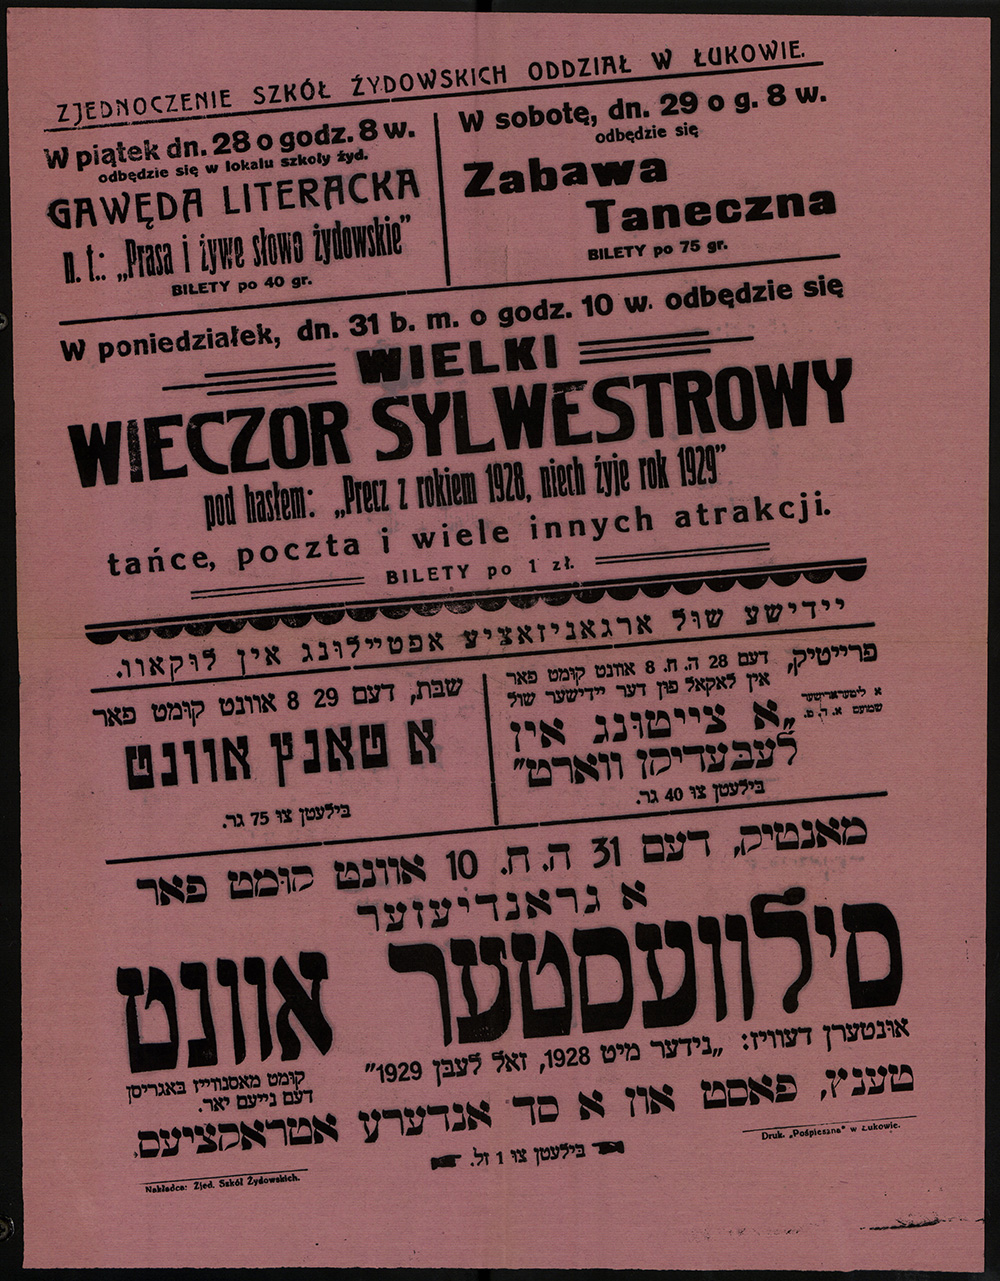 ZJEDNOCZENIE SZKÓŁ ŻYDOWSKICH ODDZIAŁ W ŁUKOWIE.
W piątek dn. 28 o godz. 8 w.
odbędzie się w lokalu szkoły żyd.
GAWĘDA LITERACKA
n. t.: „Prasa i żywe słowo żydowskie"
BILETY po 40 gr.
W sobotę, dn. 29 o g. 8 w.
odbędzie się
Zabawa
Taneczna
BILETY po 75 gr.
W poniedziałek, dn. 31 b. m. o godz. 10 w. odbędzie się
WIELKI
WIECZOR SYLWESTROWY
pod hasłem: „Precz z rokiem 1928, niech żyje rok 1929"
tańce, poczta i wiele innych atrakcji.
BILETY po 1 zł.
יידישע שול ארגאניזאציע אפטיילונג אין לוקאוו.
פרייטיק, דעם 28 ה. ח. 8 אוונט קומט פאר
אין לאקאל פון דער יידישער שול
א ליטערארישער
שמועס א. ד. ט.
„א צייטונג אין
לעבעדיקן ווארט"
בילעטן צו 40 גר.
שבת, דעם 29 8 אוונט קומט פאר
א טאנץ אוונט
בילעטן צו 75 גר.
מאנטיק, דעם 31 ה. ח. 10 אוונט קומט פאר
א גראנדיעזער
סילוועסטער אוונט
אונטערן דעוויז: „נידער מיט 1928, זאל לעבן 1929"
קומט מאסנווייז באגריסן
דעם נייעם יאר.
טענץ, פאסט און א סד אנדערע אטראקציעס.
בילעטן צו 1 זל.
Druk. „Pośpieszna" w Łukowie.
Nakładca: Zjed. Szkół Żydowskich.